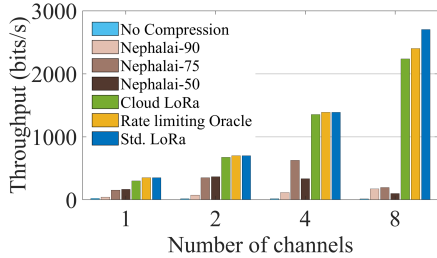 3000
2000
1000
0
Throughput (bits/s)
No Compression
Nephalai-90
Nephalai-75
Nephalai-50
Cloud LoRa
Rate limiting Oracle
Std. LoRa
1 2 4 8
Number of channels